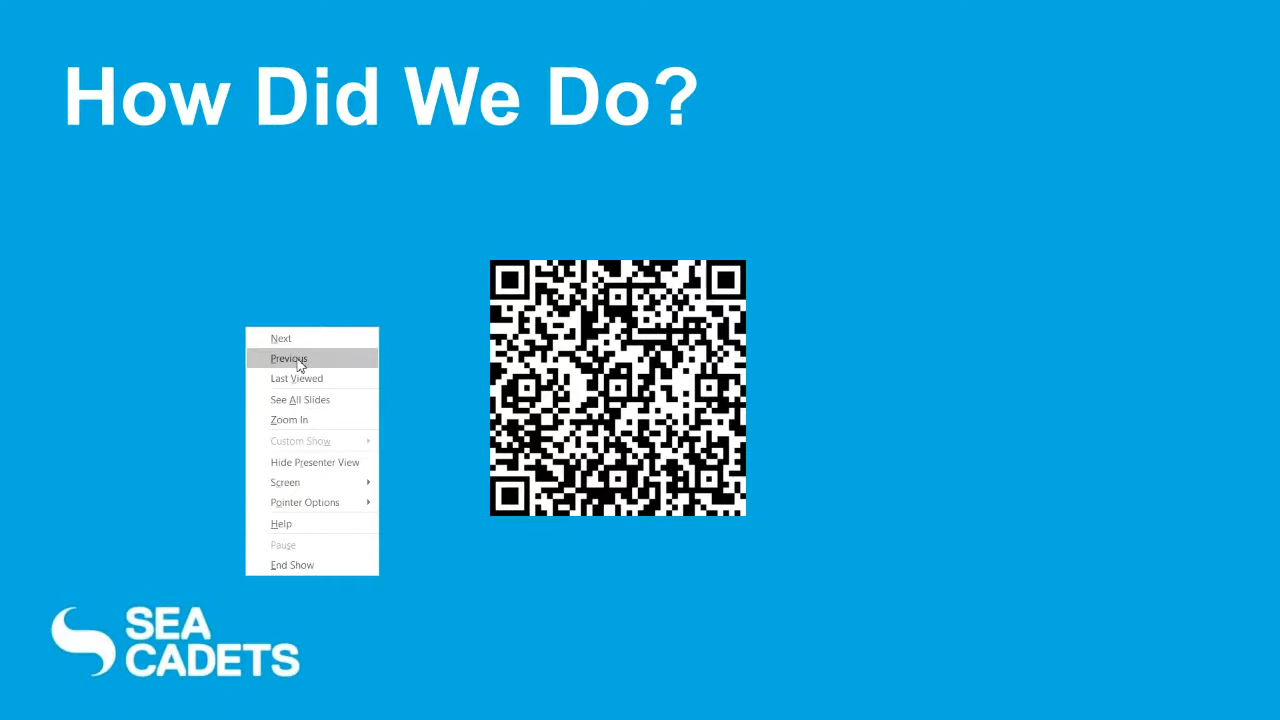 How Did We Do?
Next
Previous
Last Viewed
See All Slides
Zoom In
Custom Show
Hide Presenter View
Screen
Pointer Options
Help
Pause
End Show
SEA
CADETS